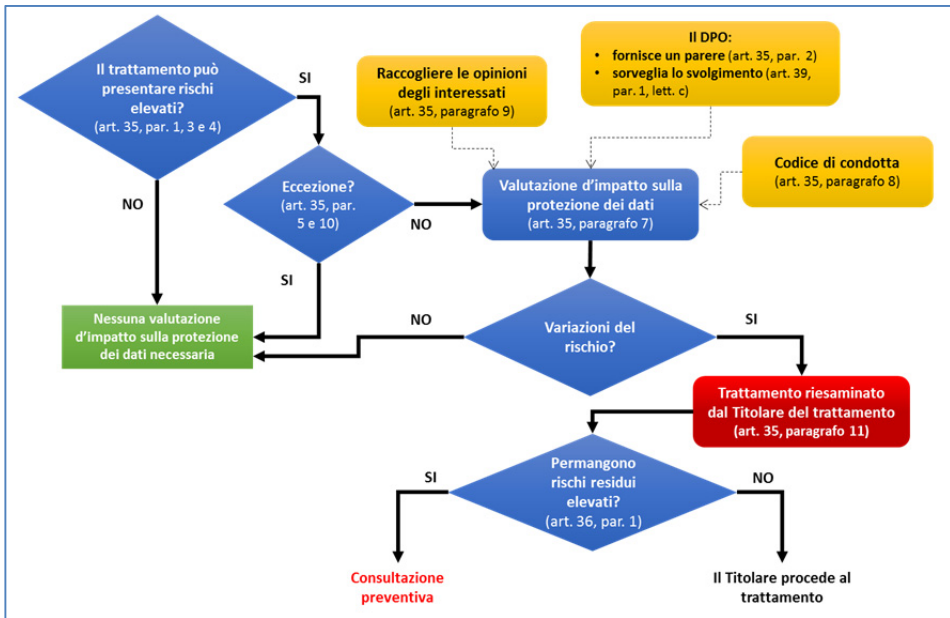 Il trattamento può
presentare rischi
elevati?
(art. 35, par. 1, 3 e 4)
SI
Raccogliere le opinioni
degli interessati
(art. 35, paragrafo 9)
Il DPO:
• fornisce un parere (art. 35, par. 2)
• sorveglia lo svolgimento (art. 39,
par. 1, lett. c)
Codice di condotta
(art. 35, paragrafo 8)
NO
Eccezione?
(art. 35, par.
5 e 10)
NO
Valutazione d'impatto sulla
protezione dei dati
(art. 35, paragrafo 7)
SI
Nessuna valutazione
d'impatto sulla protezione
dei dati necessaria
NO
Variazioni del
rischio?
SI
Trattamento riesaminato
dal Titolare del trattamento
(art. 35, paragrafo 11)
SI
Permangono
rischi residui
elevati?
(art. 36, par. 1)
NO
Consultazione
preventiva
Il Titolare procede al
trattamento